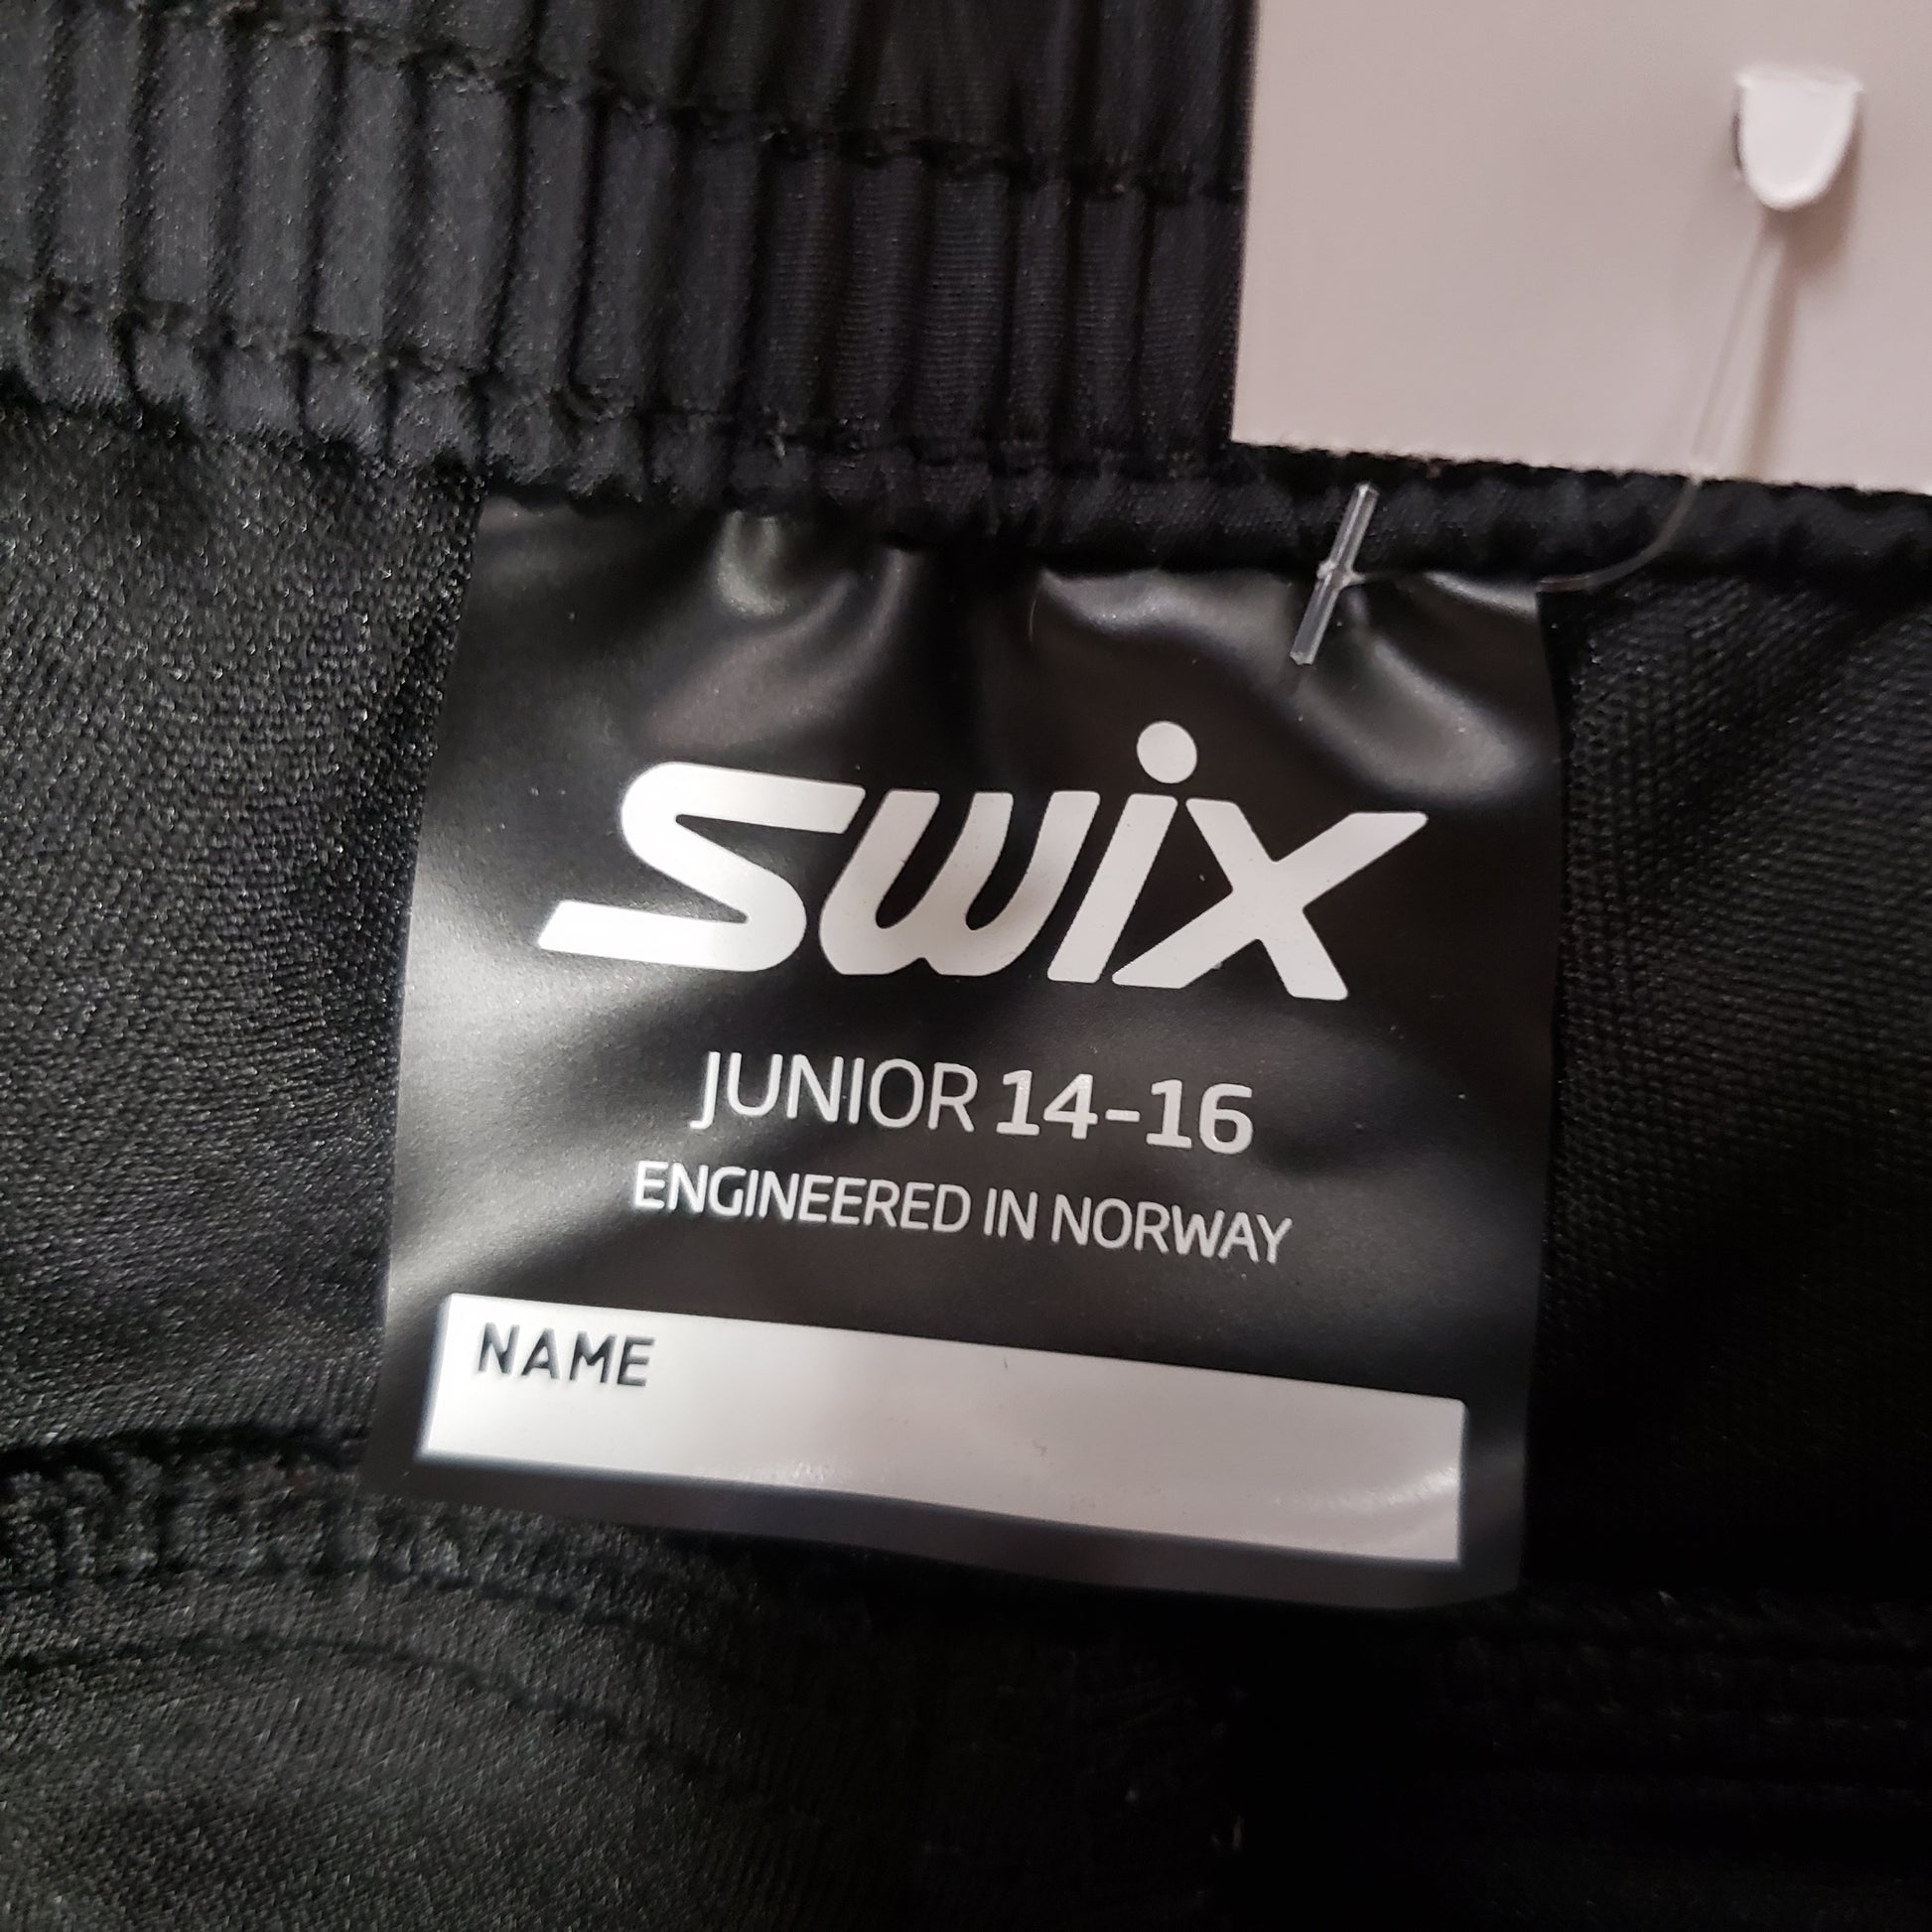 swix
JUNIOR 14-16
ENGINEERED IN NORWAY
NAME